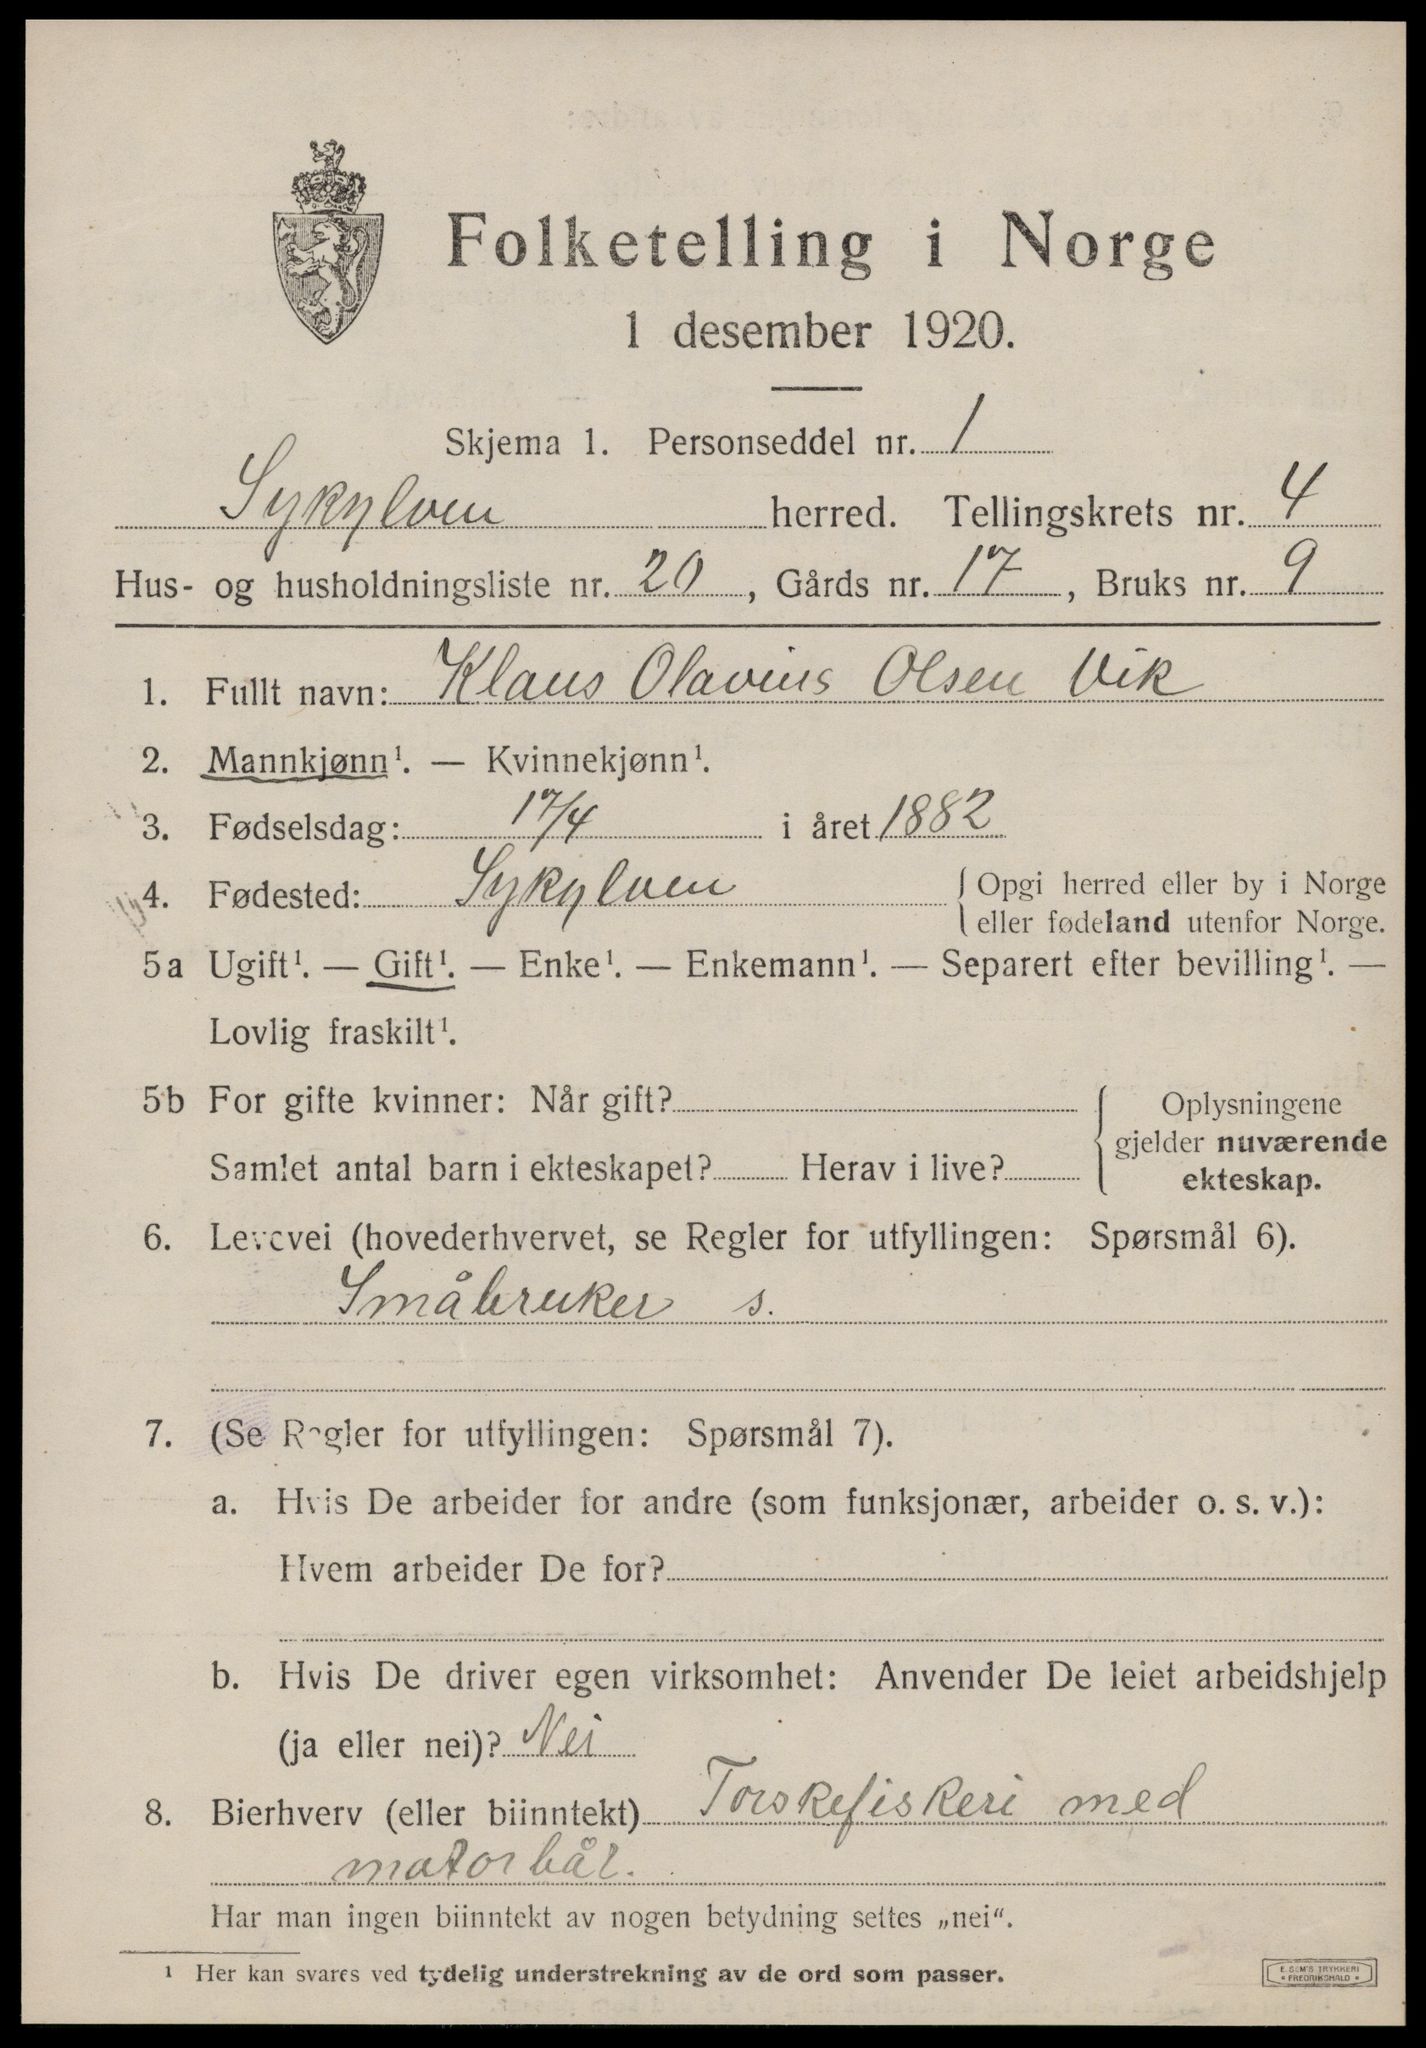 Folketelling i Norge
1 desember 1920.
Skjema 1. Personseddel nr. 1
Sykylven herred. Tellingskrets nr. 4
Hus- og husholdningsliste nr. 20, Gårds nr. 17, Bruks nr. 9
1. Fullt navn: Klaus Olavius Olsen Vik
2. Mannkjønn¹. — Kvinnekjønn¹.
3. Fødselsdag: 17/4 i året 1882
4. Fødested: Sykylven { Opgi herred eller by i Norge
eller fødeland utenfor Norge.
5a Ugift¹. — Gift¹. — Enke¹. — Enkemann¹. — Separert efter bevilling¹. —
Lovlig fraskilt¹.
5b For gifte kvinner: Når gift? { Oplysningene
gjelder nuværende
Samlet antal barn i ekteskapet? Herav i live? ekteskap.
6. Levevei (hovederhvervet, se Regler for utfyllingen: Spørsmål 6).
Småbruker s.
7. (Se Regler for utfyllingen: Spørsmål 7).
a. Hvis De arbeider for andre (som funksjonær, arbeider o. s. v.):
Hvem arbeider De for?
b. Hvis De driver egen virksomhet: Anvender De leiet arbeidshjelp
(ja eller nei)? Nei
8. Bierhverv (eller biinntekt) Torskefiskeri med
motorbåt.
Har man ingen biinntekt av nogen betydning settes „nei“.
¹ Her kan svares ved tydelig understrekning av de ord som passer.
E. SEM'S TRYKKERI
• FREDRIKSHALD •